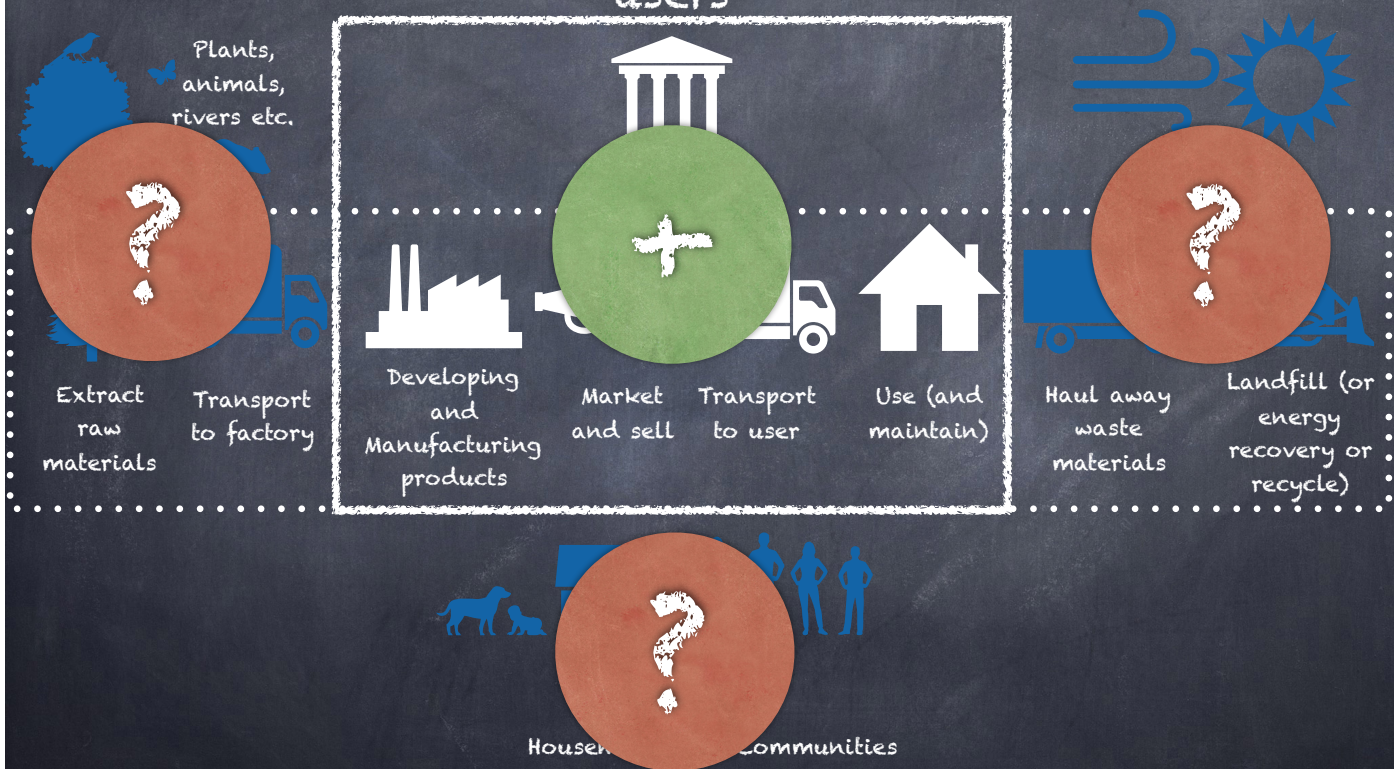 users
Plants,
animals,
rivers etc.
?
+
?
Extract
raw
materials
Transport
to factory
Developing
and
Manufacturing
products
Market
and sell
Transport
to user
Use (and
maintain)
Haul away
waste
materials
Landfill (or
energy
recovery or
recycle)
?